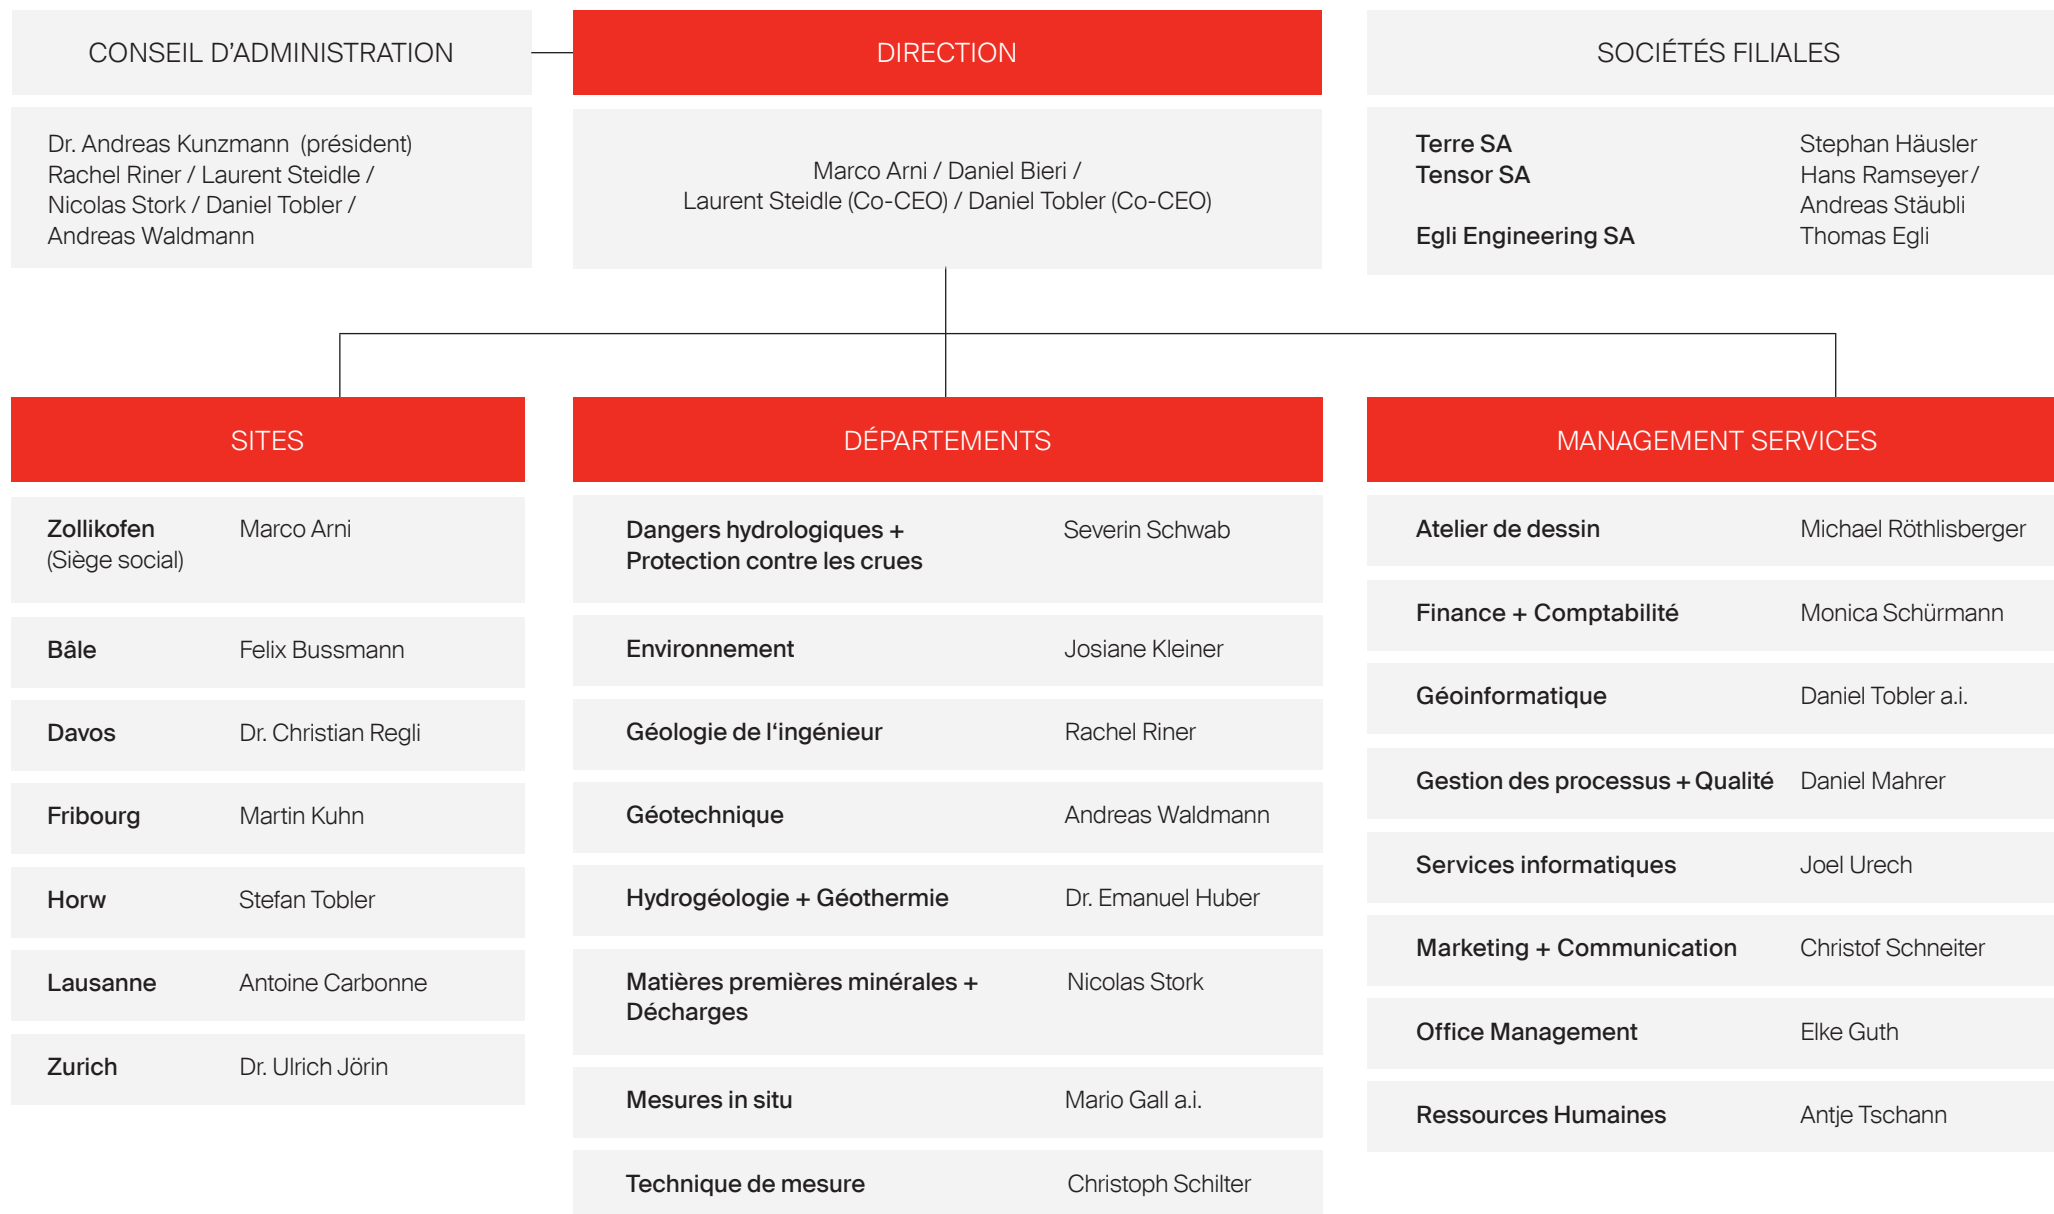 CONSEIL D'ADMINISTRATION
Dr. Andreas Kunzmann (président)
Rachel Riner / Laurent Steidle /
Nicolas Stork / Daniel Tobler /
Andreas Waldmann
DIRECTION
Marco Arni / Daniel Bieri /
Laurent Steidle (Co-CEO) / Daniel Tobler (Co-CEO)
SOCIÉTÉS FILIALES
Terre SA Stephan Häusler
Tensor SA Hans Ramseyer /
Andreas Stäubli
Egli Engineering SA Thomas Egli
SITES
Zollikofen Marco Arni
(Siège social)
Bâle Felix Bussmann
Davos Dr. Christian Regli
Fribourg Martin Kuhn
Horw Stefan Tobler
Lausanne Antoine Carbonne
Zurich Dr. Ulrich Jörin
DÉPARTEMENTS
Dangers hydrologiques + Severin Schwab
Protection contre les crues
Environnement Josiane Kleiner
Géologie de l‘ingénieur Rachel Riner
Géotechnique Andreas Waldmann
Hydrogéologie + Géothermie Dr. Emanuel Huber
Matières premières minérales + Nicolas Stork
Décharges
Mesures in situ Mario Gall a.i.
Technique de mesure Christoph Schilter
MANAGEMENT SERVICES
Atelier de dessin Michael Röthlisberger
Finance + Comptabilité Monica Schürmann
Géoinformatique Daniel Tobler a.i.
Gestion des processus + Qualité Daniel Mahrer
Services informatiques Joel Urech
Marketing + Communication Christof Schneiter
Office Management Elke Guth
Ressources Humaines Antje Tschann